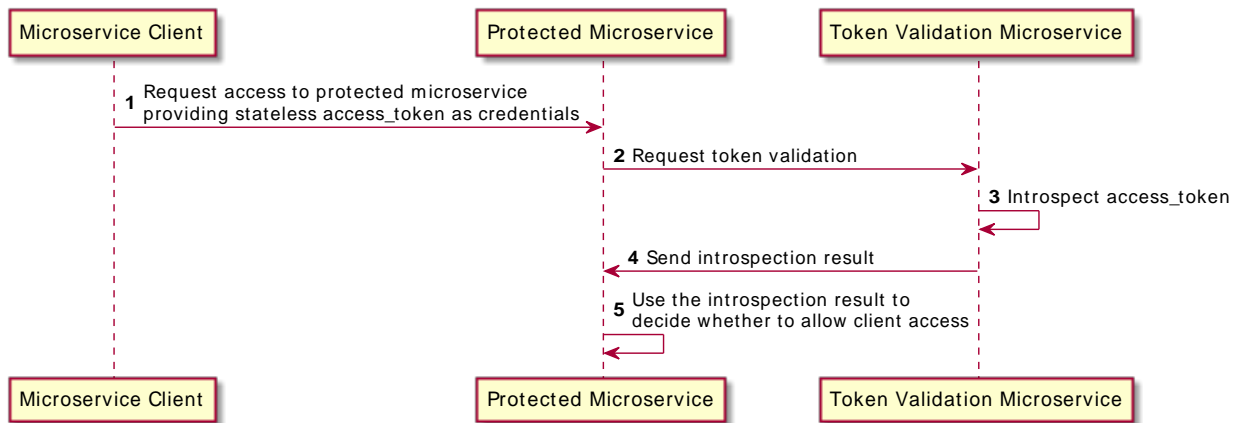 Microservice Client
Protected Microservice
Token Validation Microservice
1 Request access to protected microservice
providing stateless access_token as credentials
2 Request token validation
3 Introspect access_token
4 Send introspection result
5 Use the introspection result to
decide whether to allow client access
Microservice Client
Protected Microservice
Token Validation Microservice